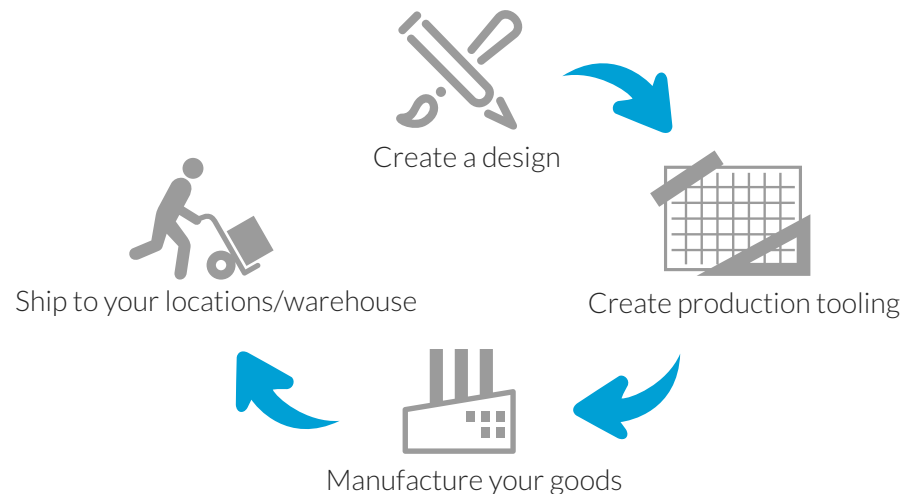 Create a design
Create production tooling
Manufacture your goods
Ship to your locations/warehouse